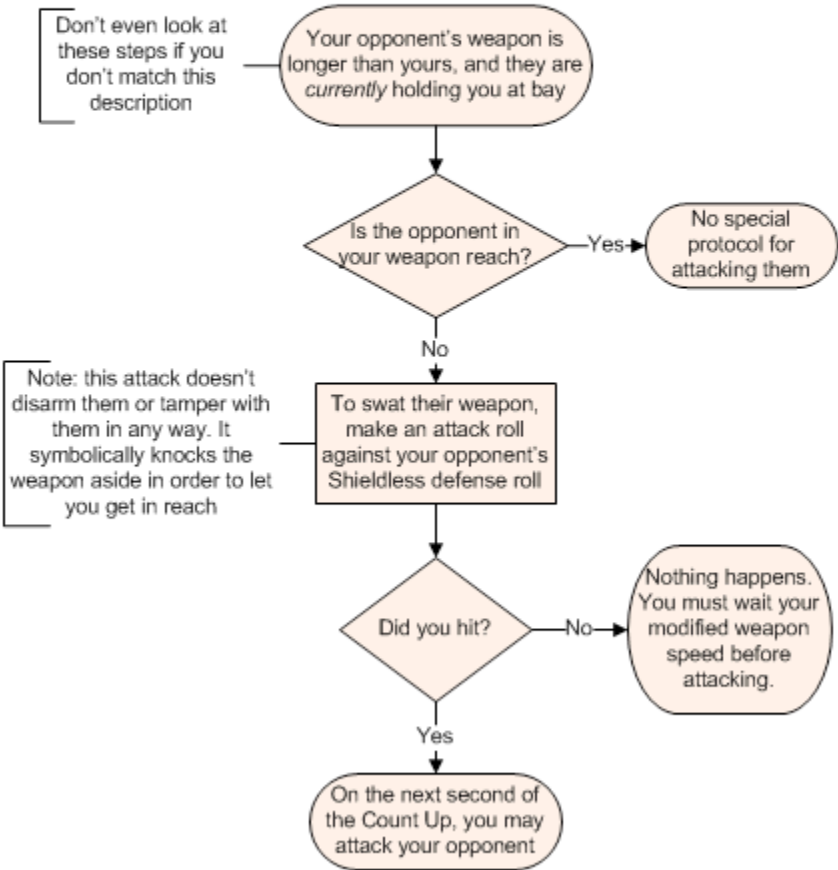 Don't even look at
these steps if you
don't match this
description
Your opponent's weapon is
longer than yours, and they are
currently holding you at bay
Is the opponent in
your weapon reach?
Yes
No special
protocol for
attacking them
No
Note: this attack doesn't
disarm them or tamper with
them in any way. It
symbolically knocks the
weapon aside in order to let
you get in reach
To swat their weapon,
make an attack roll
against your opponent's
Shieldless defense roll
Did you hit?
No
Nothing happens.
You must wait your
modified weapon
speed before
attacking.
Yes
On the next second of
the Count Up, you may
attack your opponent